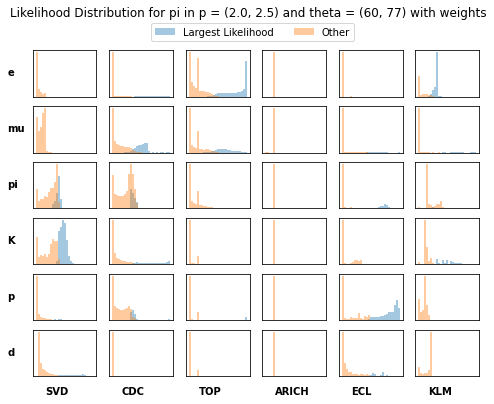 Likelihood Distribution for pi in p = (2.0, 2.5) and theta = (60, 77) with weights
Largest Likelihood Other
e
mu
pi
K
p
d
SVD CDC TOP ARICH ECL KLM